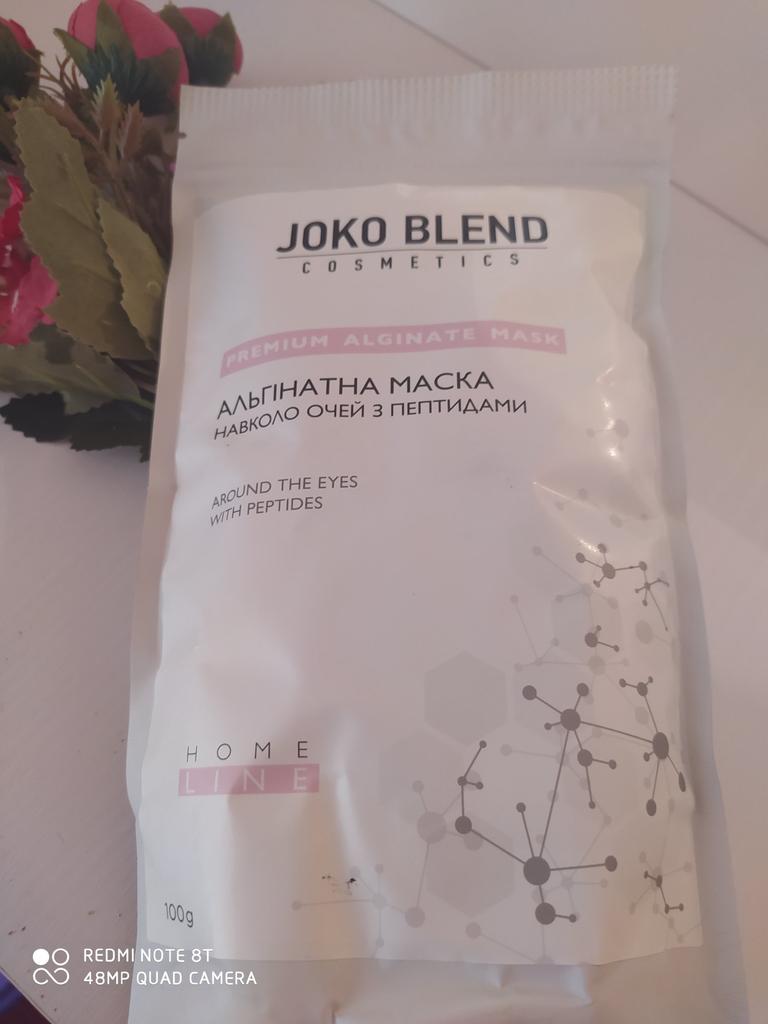 JOKO BLEND
COSMETICS
PREMIUM ALGINATE MASK
АЛЬГІНАТНА МАСКА
НАВКОЛО ОЧЕЙ З ПЕПТИДАМИ
AROUND THE EYES
WITH PEPTIDES
HOME
LINE
100g
REDMI NOTE 8T
48MP QUAD CAMERA